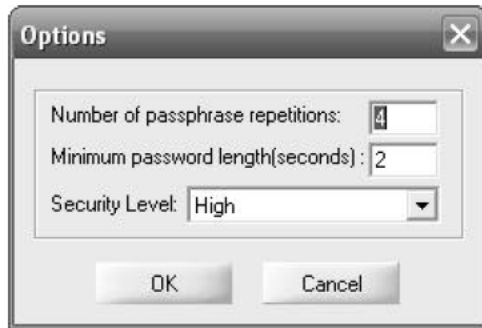 Options
Number of passphrase repetitions: 4
Minimum password length(seconds) : 2
Security Level: High
OK Cancel